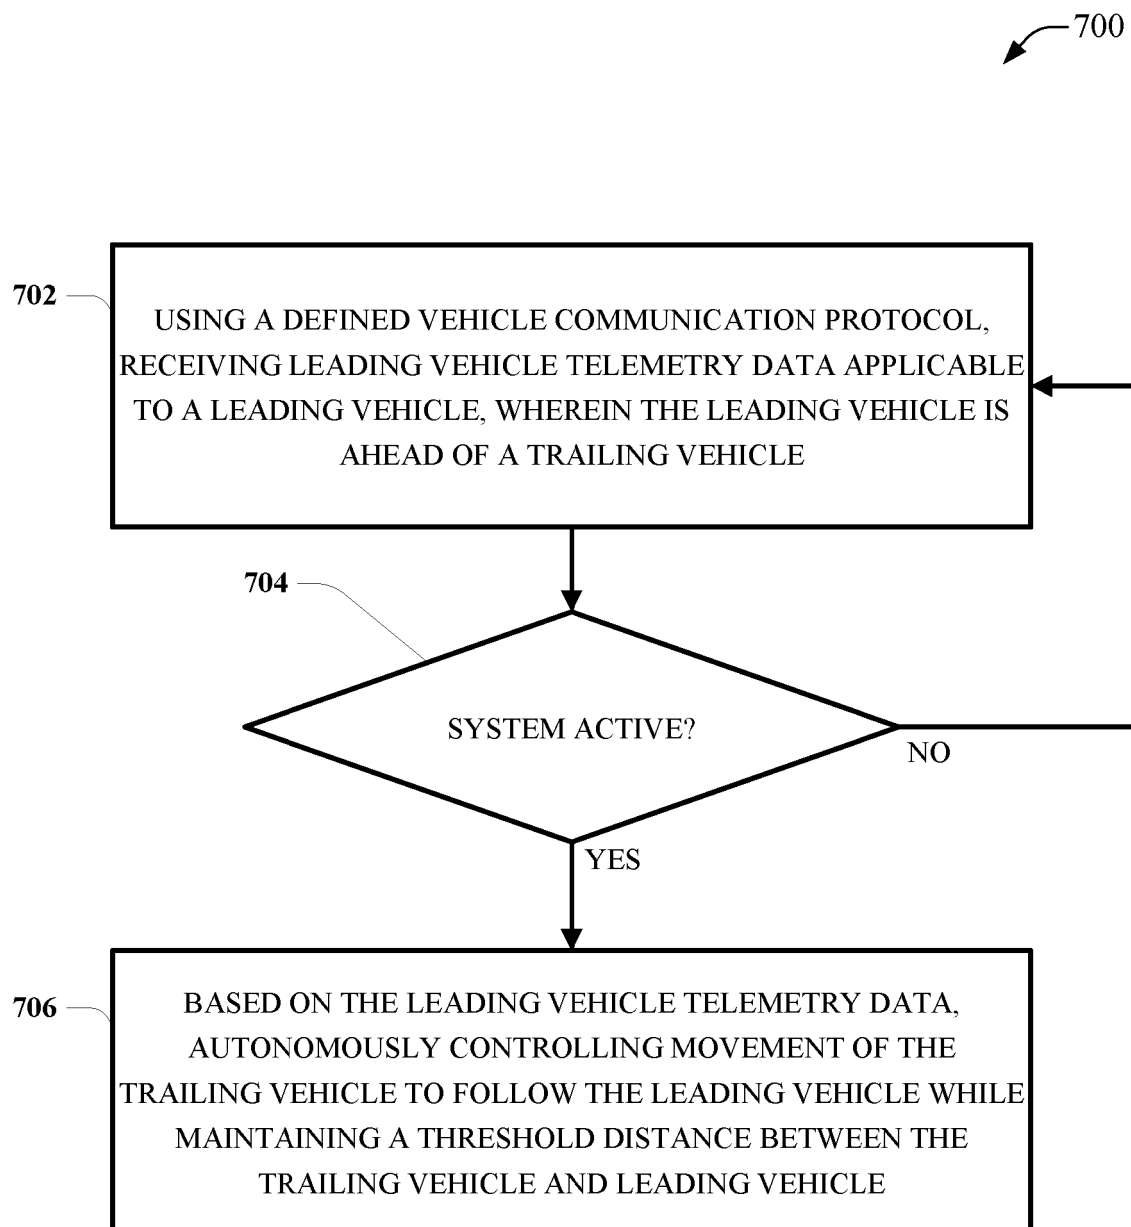 700
702
USING A DEFINED VEHICLE COMMUNICATION PROTOCOL,
RECEIVING LEADING VEHICLE TELEMETRY DATA APPLICABLE
TO A LEADING VEHICLE, WHEREIN THE LEADING VEHICLE IS
AHEAD OF A TRAILING VEHICLE
704
SYSTEM ACTIVE?
NO
YES
706
BASED ON THE LEADING VEHICLE TELEMETRY DATA,
AUTONOMOUSLY CONTROLLING MOVEMENT OF THE
TRAILING VEHICLE TO FOLLOW THE LEADING VEHICLE WHILE
MAINTAINING A THRESHOLD DISTANCE BETWEEN THE
TRAILING VEHICLE AND LEADING VEHICLE